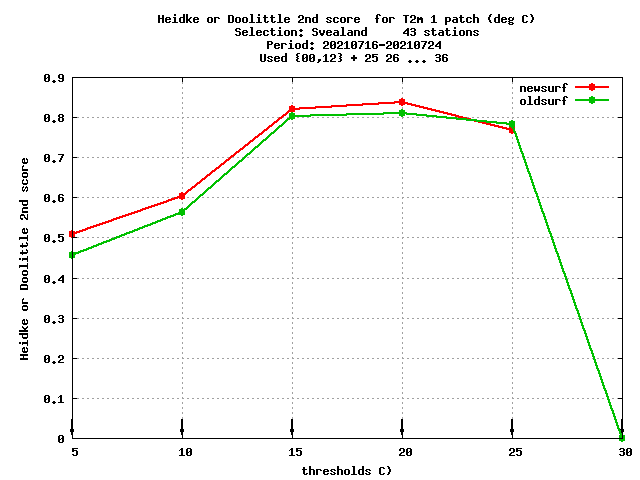 Heidke or Doolittle 2nd score  for T2m 1 patch (deg C)
Selection: Svealand     43 stations
Period: 20210716-20210724
Used {00,12} + 25 26 ... 36
newsurf
oldsurf
Heidke or Doolittle 2nd score
0.9
0.8
0.7
0.6
0.5
0.4
0.3
0.2
0.1
0
5 10 15 20 25 30
thresholds C)